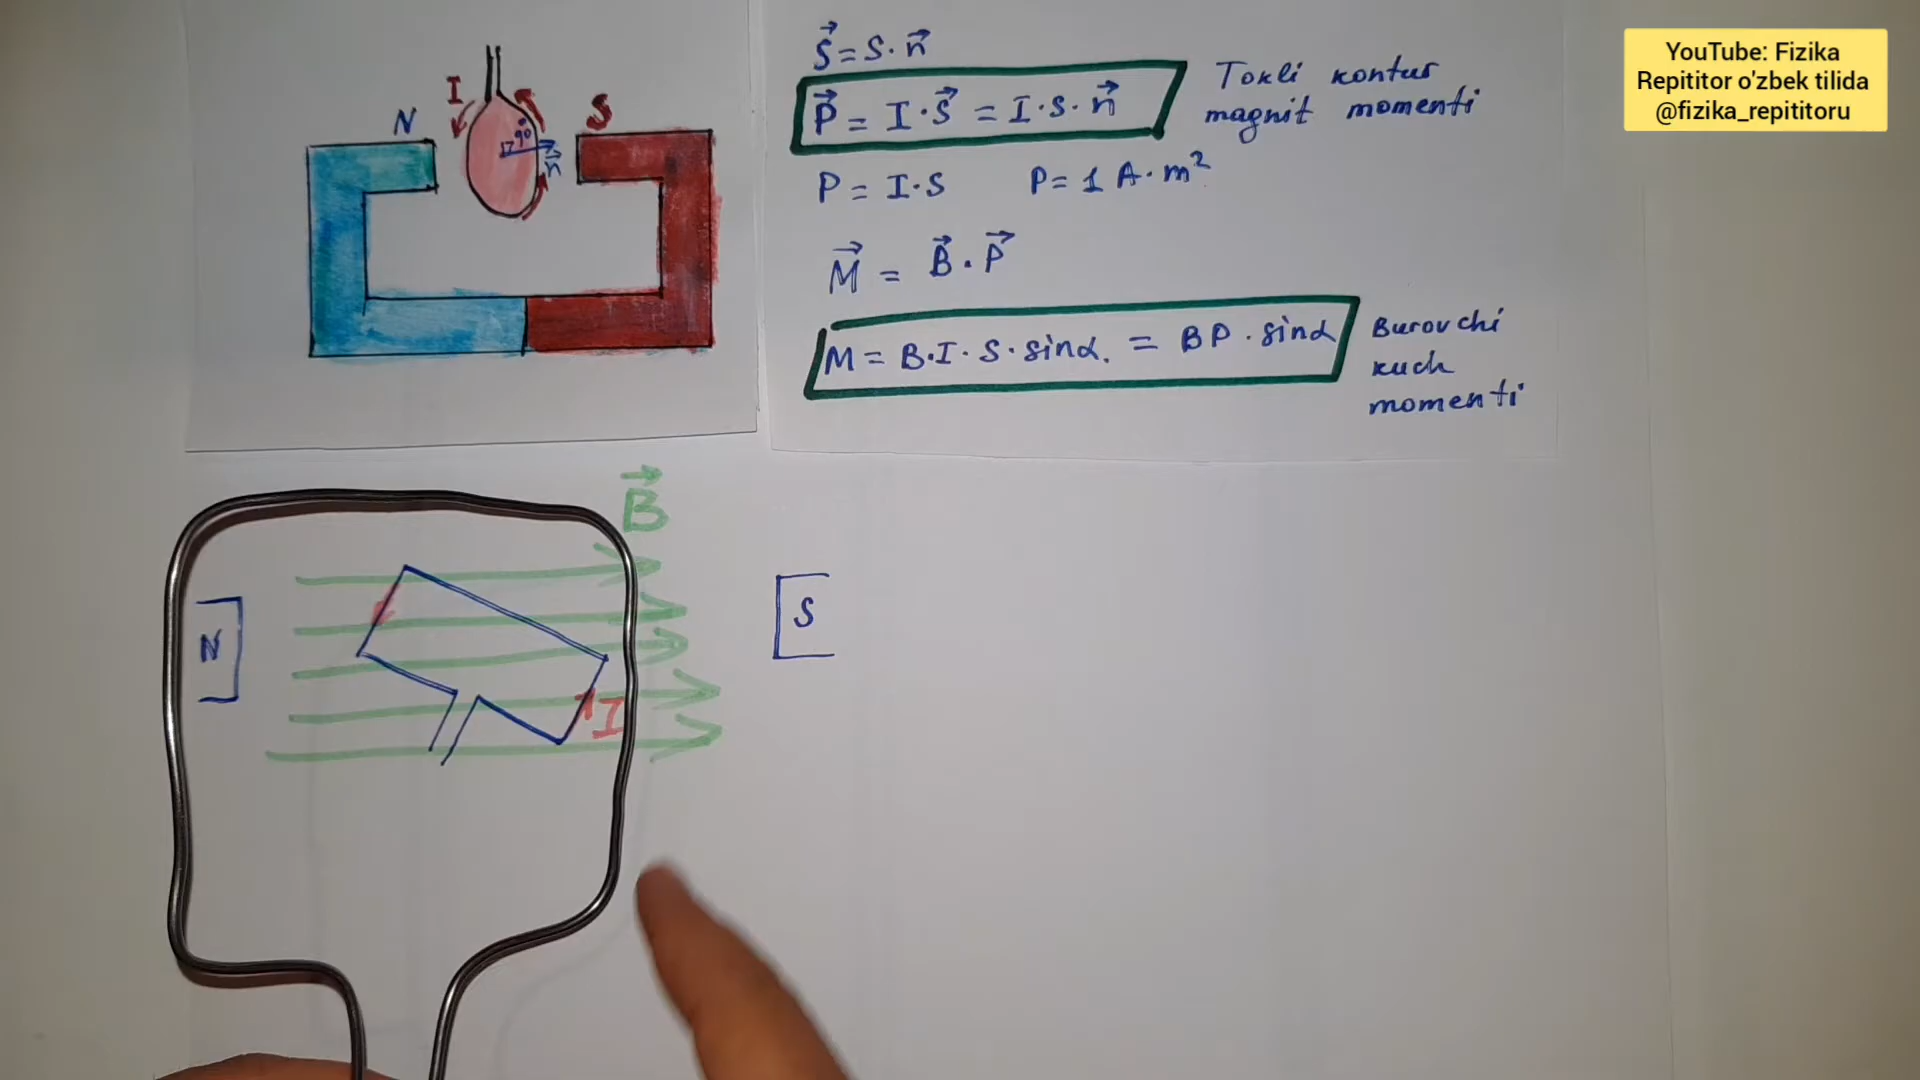 I
N
S
90°
n⃗
S⃗ = S · n⃗
P⃗ = I · S⃗ = I · S · n⃗
Tokli kontur
magnit momenti
P = I · S P = 1 A · m²
M⃗ = B⃗ · P⃗
M = B · I · S · sinα. = BP · sinα
Burovchi
kuch
momenti
B⃗
N
S
I
YouTube: Fizika
Repititor o'zbek tilida
@fizika_repititoru